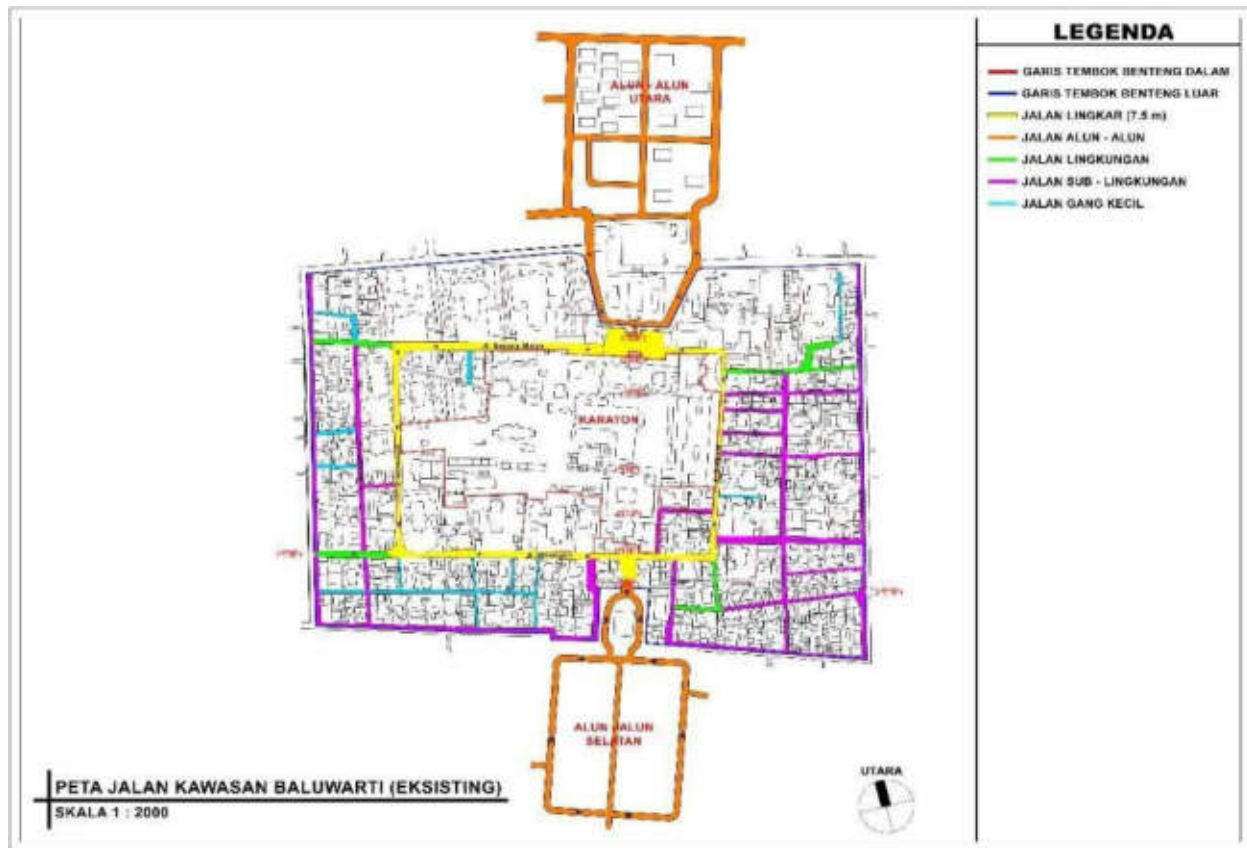 LEGENDA
GARIS TEMBOK BENTENG DALAM
GARIS TEMBOK BENTENG LUAR
JALAN LINGKAR (7.5 m)
JALAN ALUN - ALUN
JALAN LINGKUNGAN
JALAN SUB - LINGKUNGAN
JALAN GANG KECIL
ALUN - ALUN
UTARA
KARATON
ALUN - ALUN
SELATAN
UTARA
PETA JALAN KAWASAN BALUWARTI (EKSISTING)
SKALA 1 : 2000